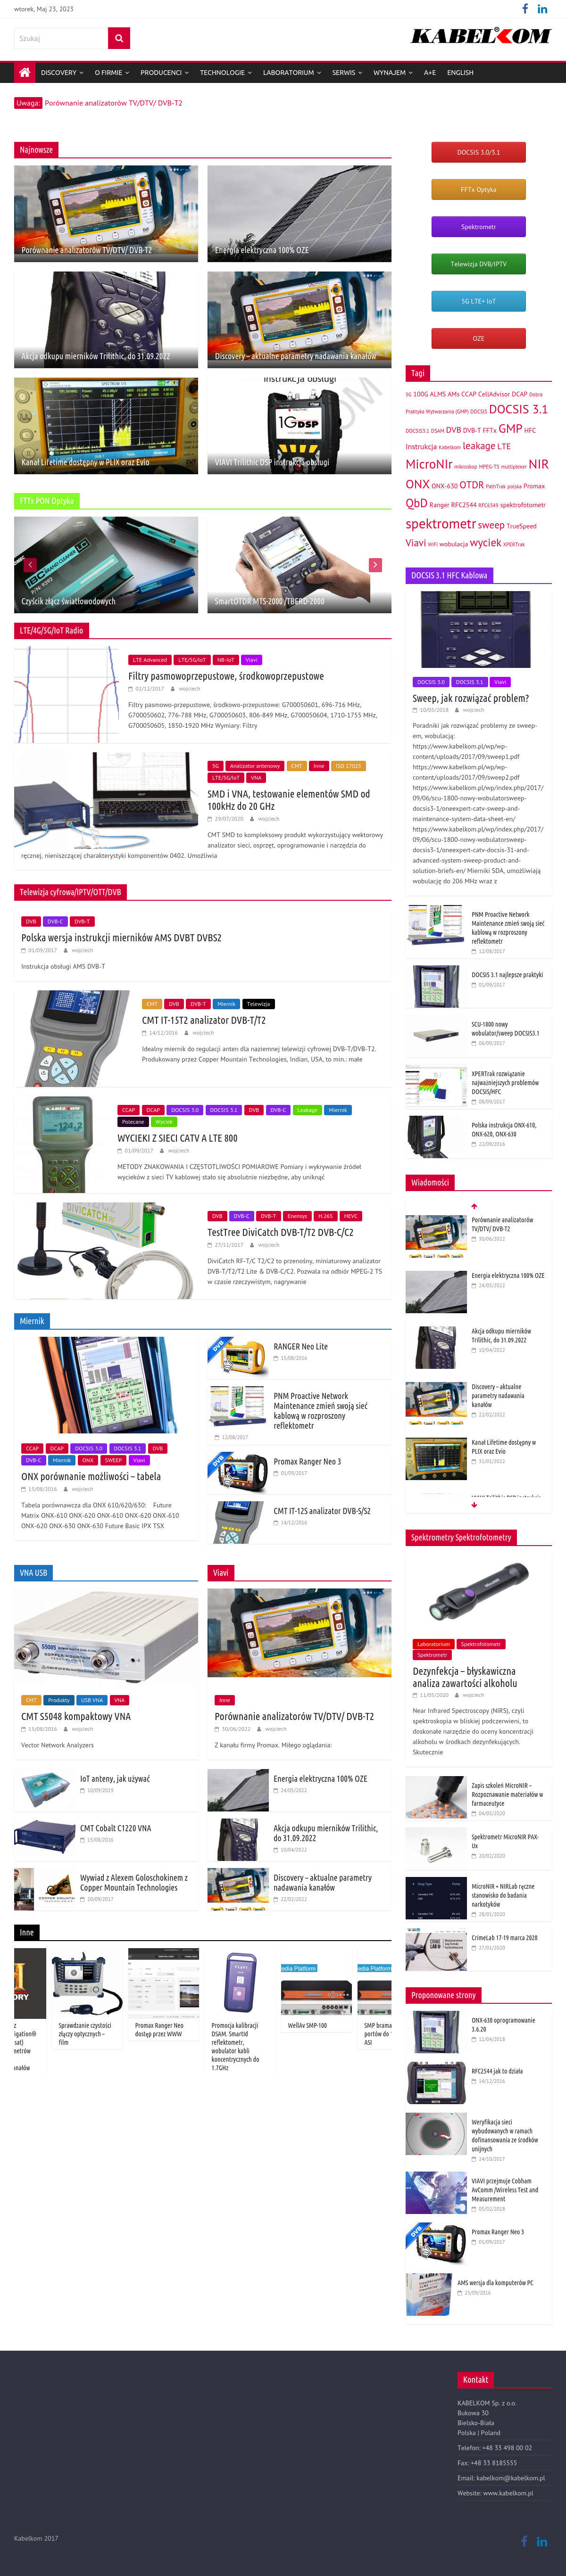 wtorek, Maj 23, 2023
Szukaj
KABELKOM
DISCOVERY
O FIRMIE
PRODUCENCI
TECHNOLOGIE
LABORATORIUM
SERWIS
WYNAJEM
A+E
ENGLISH
Uwaga: Porównanie analizatorów TV/DTV/ DVB-T2
Najnowsze
Porównanie analizatorów TV/DTV/ DVB-T2
Energia elektryczna 100% OZE
Akcja odkupu mierników Trilithic, do 31.09.2022
Discovery – aktualne parametry nadawania kanałów
Kanał Lifetime dostępny w PLIX oraz Evio
Instrukcja obsługi
1G DSP
VIAVI Trilithic DSP instrukcja obsługi
FTTx PON Optyka
Czyścik złącz światłowodowych
SmartOTDR MTS-2000 /TBERD-2000
LTE/4G/5G/IoT Radio
LTE Advanced
LTE/5G/IoT
NB-IoT
Viavi
Filtry pasmowoprzepustowe, środkowoprzepustowe
02/12/2017 wojciech
Filtry pasmowo-przepustowe, środkowo-przepustowe: G700050601, 696-716 MHz,
G700050602, 776-788 MHz, G700050603, 806-849 MHz, G700050604, 1710-1755 MHz,
G700050605, 1850-1920 MHz Wymiary: Filtry
5G
Analizator antenowy
CMT
Inne
ISO 17025
LTE/5G/IoT
VNA
SMD i VNA, testowanie elementów SMD od
100kHz do 20 GHz
29/07/2020 wojciech
CMT SMD to kompleksowy produkt wykorzystujący wektorowy
analizator sieci, osprzęt, oprogramowanie i narzędzia do
ręcznej, nieniszczącej charakterystyki komponentów 0402. Umożliwia
Telewizja cyfrowa/IPTV/OTT/DVB
DVB
DVB-C
DVB-T
Polska wersja instrukcji mierników AMS DVBT DVBS2
01/09/2017 wojciech
Instrukcja obsługi AMS DVB-T
CMT
DVB
DVB-T
Miernik
Telewizja
CMT IT-15T2 analizator DVB-T/T2
14/12/2016 wojciech
Idealny miernik do regulacji anten dla naziemnej telewizji cyfrowej DVB-T/DVB-T2.
Produkowany przez Copper Mountain Technologies, Indian, USA, to min.: małe
CCAP
DCAP
DOCSIS 3.0
DOCSIS 3.1
DVB
DVB-C
Leakage
Miernik
Polecane
Wyciek
WYCIEKI Z SIECI CATV A LTE 800
01/09/2017 wojciech
METODY ZNAKOWANIA I CZĘSTOTLIWOŚCI POMIAROWE Pomiary i wykrywanie źródeł
wycieków z sieci TV kablowej stało się absolutnie niezbędne, aby uniknąć
DVB
DVB-C
DVB-T
Enensys
H.265
HEVC
TestTree DiviCatch DVB-T/T2 DVB-C/C2
27/11/2017 wojciech
DiviCatch RF-T/C T2/C2 to przenośny, miniaturowy analizator
DVB-T/T2/T2 Lite & DVB-C/C2. Pozwala na odbiór MPEG-2 TS
w czasie rzeczywistym, nagrywanie
Miernik
CCAP
DCAP
DOCSIS 3.0
DOCSIS 3.1
DVB
DVB-C
Miernik
ONX
SWEEP
Viavi
ONX porównanie możliwości – tabela
15/08/2016 wojciech
Tabela porównawcza dla ONX 610/620/630: Future
Matrix ONX-610 ONX-620 ONX-610 ONX-620 ONX-610
ONX-620 ONX-630 ONX-630 Future Basic IPX TSX
RANGER Neo Lite
15/08/2016
PNM Proactive Network
Maintenance zmień swoją sieć
kablową w rozproszony
reflektometr
12/08/2017
Promax Ranger Neo 3
01/09/2017
CMT IT-12S analizator DVB-S/S2
14/12/2016
VNA USB
CMT
Produkty
USB VNA
VNA
CMT S5048 kompaktowy VNA
15/08/2016 wojciech
Vector Network Analyzers
IoT anteny, jak używać
10/09/2019
CMT Cobalt C1220 VNA
15/08/2016
Wywiad z Alexem Goloschokinem z
Copper Mountain Technologies
20/09/2017
Viavi
Inne
Porównanie analizatorów TV/DTV/ DVB-T2
30/06/2022 wojciech
Z kanału firmy Promax. Miłego oglądania:
Energia elektryczna 100% OZE
24/05/2022
Akcja odkupu mierników Trilithic,
do 31.09.2022
10/04/2022
Discovery – aktualne parametry
nadawania kanałów
22/02/2022
Inne
Sprawdzanie czystości
złączy optycznych –
film
Promax Ranger Neo
dostęp przez WWW
Promocja kalibracji
DSAM. SmartId
reflektometr,
wobulator kabli
koncentrycznych do
1.7GHz
WellAv SMP-100
DOCSIS 3.0/3.1
FFTx Optyka
Spektrometr
Telewizja DVB/IPTV
5G LTE+ IoT
OZE
Tagi
5G 100G ALMS AMs CCAP CellAdvisor DCAP Dobra
Praktyka Wytwarzania (GMP) DOCSIS DOCSIS 3.1
DOCSIS3.1 DSAM DVB DVB-T FFTx GMP HFC
Instrukcja Kabelkom leakage LTE
MicroNIr mikroskop MPEG-TS multiplexer NIR
ONX ONX-630 OTDR PathTrak polska Promax
QbD Ranger RFC2544 RFC6349 spektrofotometr
spektrometr sweep TrueSpeed
Viavi WiFi wobulacja wyciek XPERTrak
DOCSIS 3.1 HFC Kablowa
DOCSIS 3.0
DOCSIS 3.1
Viavi
Sweep, jak rozwiązać problem?
10/05/2018 wojciech
Poradniki jak rozwiązać problemy ze sweep-
em, wobulacją:
https://www.kabelkom.pl/wp/wp-
content/uploads/2017/09/sweep1.pdf
https://www.kabelkom.pl/wp/wp-
content/uploads/2017/09/sweep2.pdf
https://www.kabelkom.pl/wp/index.php/2017/
09/06/scu-1800-nowy-wobulatorsweep-
docsis3-1/oneexpert-catv-sweep-and-
maintenance-system-data-sheet-en/
https://www.kabelkom.pl/wp/index.php/2017/
09/06/scu-1800-nowy-wobulatorsweep-
docsis3-1/oneexpert-catv-docsis-31-and-
advanced-system-sweep-product-and-
solution-briefs-en/ Mierniki SDA, umożliwiają
wobulację do 206 MHz wraz z
PNM Proactive Network
Maintenance zmień swoją sieć
kablową w rozproszony
reflektometr
12/08/2017
DOCSIS 3.1 najlepsze praktyki
01/09/2017
SCU-1800 nowy
wobulator/sweep DOCSIS3.1
06/09/2017
XPERTrak rozwiązanie
najważniejszych problemów
DOCSIS/HFC
08/09/2017
Polska instrukcja ONX-610,
ONX-620, ONX-630
22/09/2016
Wiadomości
Porównanie analizatorów
TV/DTV/ DVB-T2
30/06/2022
Energia elektryczna 100% OZE
24/05/2022
Akcja odkupu mierników
Trilithic, do 31.09.2022
10/04/2022
Discovery – aktualne
parametry nadawania
kanałów
22/02/2022
Kanał Lifetime dostępny w
PLIX oraz Evio
31/01/2022
Spektrometry Spektrofotometry
Laboratorium
Spektrofotometr
Spektrometr
Dezynfekcja – błyskawiczna
analiza zawartości alkoholu
11/05/2020 wojciech
Near Infrared Spectroscopy (NIRS), czyli
spektroskopia w bliskiej podczerwieni, to
doskonałe narzędzie do oceny koncentracji
alkoholu w środkach dezynfekujących.
Skutecznie
Zapis szkoleń MicroNIR –
Rozpoznawanie materiałów w
farmaceutyce
04/05/2020
Spektrometr MicroNIR PAX-
Ux
20/02/2020
MicroNIR + NIRLab ręczne
stanowisko do badania
narkotyków
28/01/2020
CrimeLab 17-19 marca 2020
27/01/2020
Proponowane strony
ONX-630 oprogramowanie
3.6.20
11/04/2018
RFC2544 jak to działa
14/12/2016
Weryfikacja sieci
wybudowanych w ramach
dofinansowania ze środków
unijnych
24/10/2017
VIAVI przejmuje Cobham
AvComm /Wireless Test and
Measurement
05/02/2018
Promax Ranger Neo 3
01/09/2017
AMS wersja dla komputerów PC
25/09/2016
Kontakt
KABELKOM Sp. z o.o.
Bukowa 30
Bielsko-Biała
Polska | Poland
Telefon: +48 33 498 00 02
Fax: +48 33 8185555
Email: kabelkom@kabelkom.pl
Website: www.kabelkom.pl
Kabelkom 2017